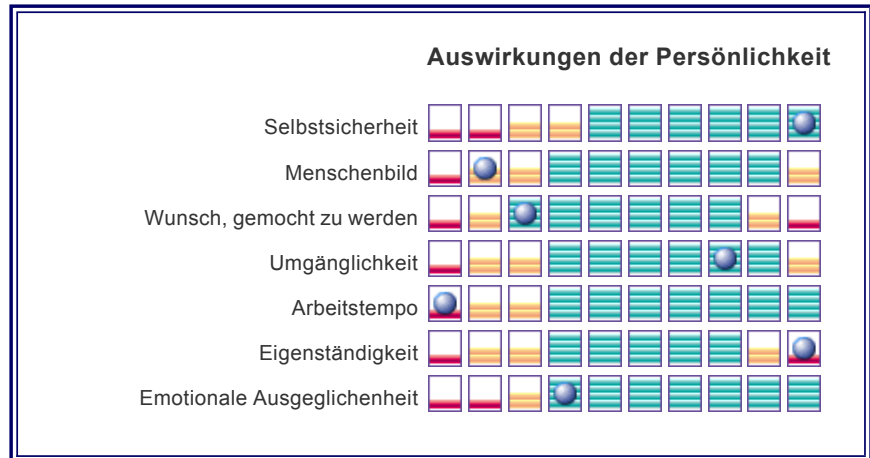 Auswirkungen der Persönlichkeit
Selbstsicherheit
Menschenbild
Wunsch, gemocht zu werden
Umgänglichkeit
Arbeitstempo
Eigenständigkeit
Emotionale Ausgeglichenheit